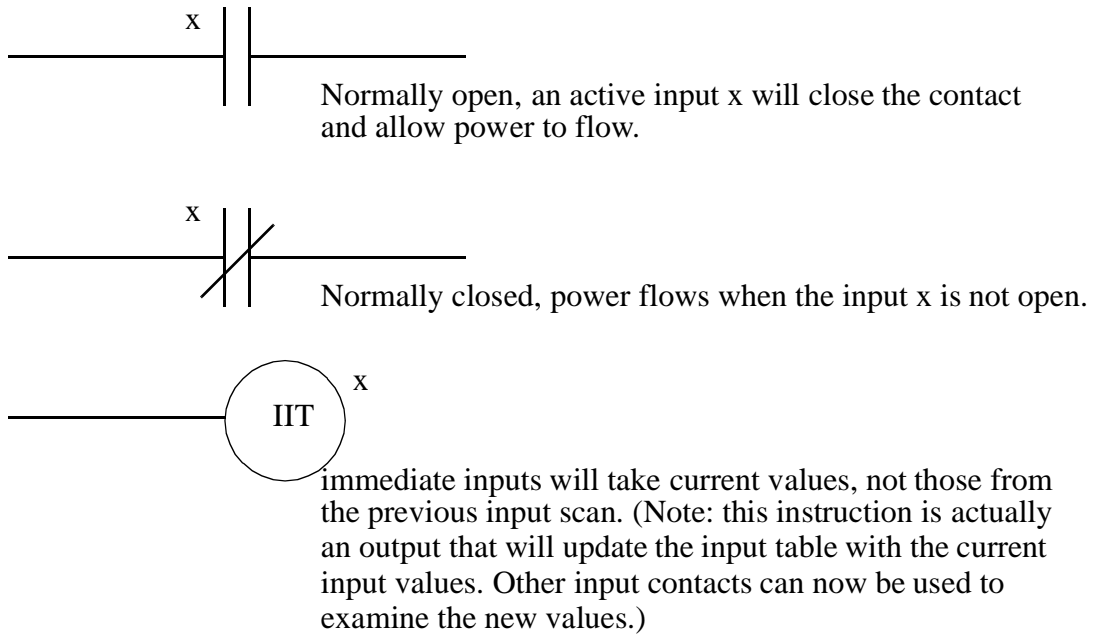 x
Normally open, an active input x will close the contact
and allow power to flow.
x
Normally closed, power flows when the input x is not open.
x
IIT
immediate inputs will take current values, not those from
the previous input scan. (Note: this instruction is actually
an output that will update the input table with the current
input values. Other input contacts can now be used to
examine the new values.)